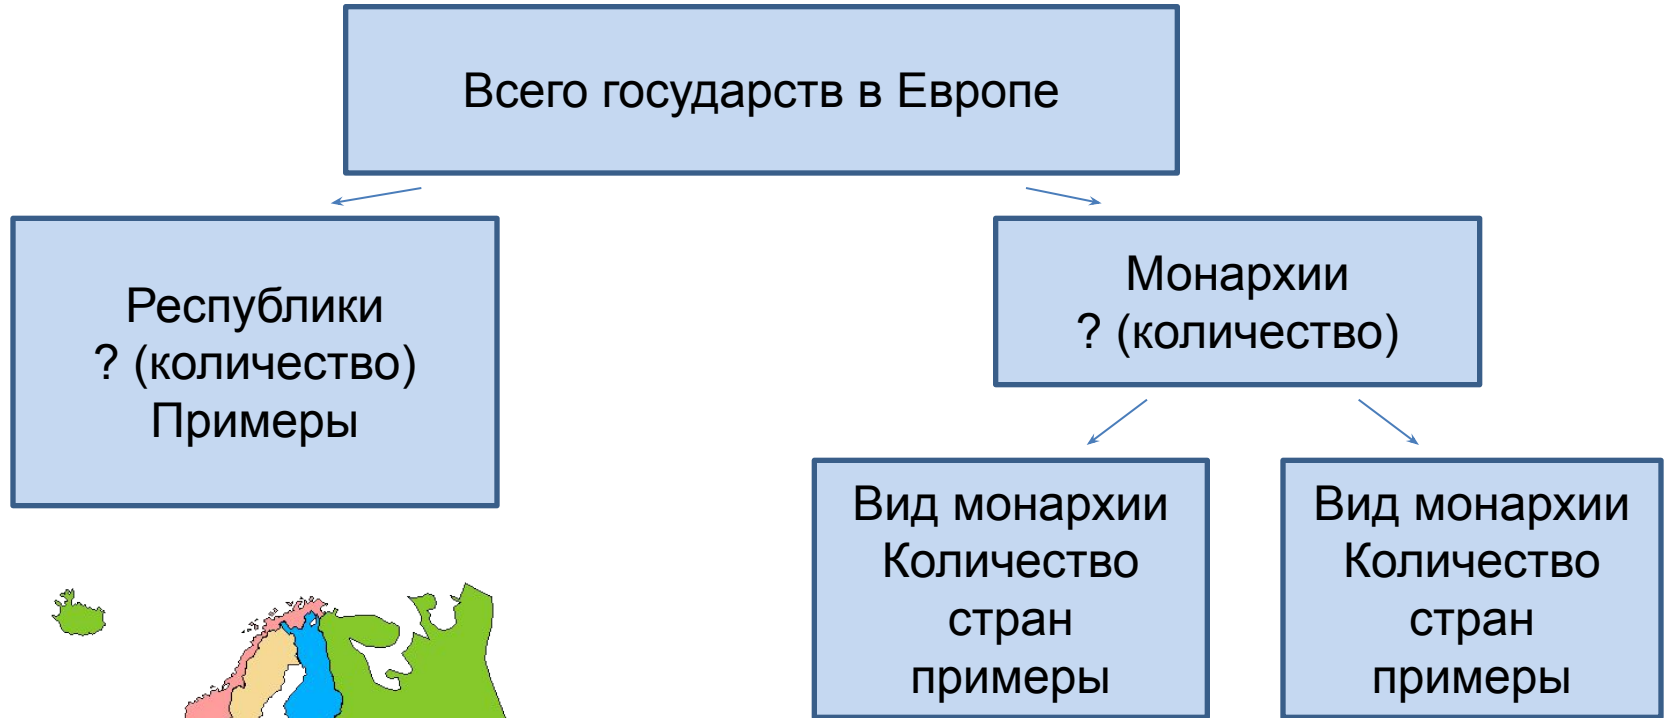 Всего государств в Европе
Республики
? (количество)
Примеры
Монархии
? (количество)
Вид монархии
Количество
стран
примеры
Вид монархии
Количество
стран
примеры